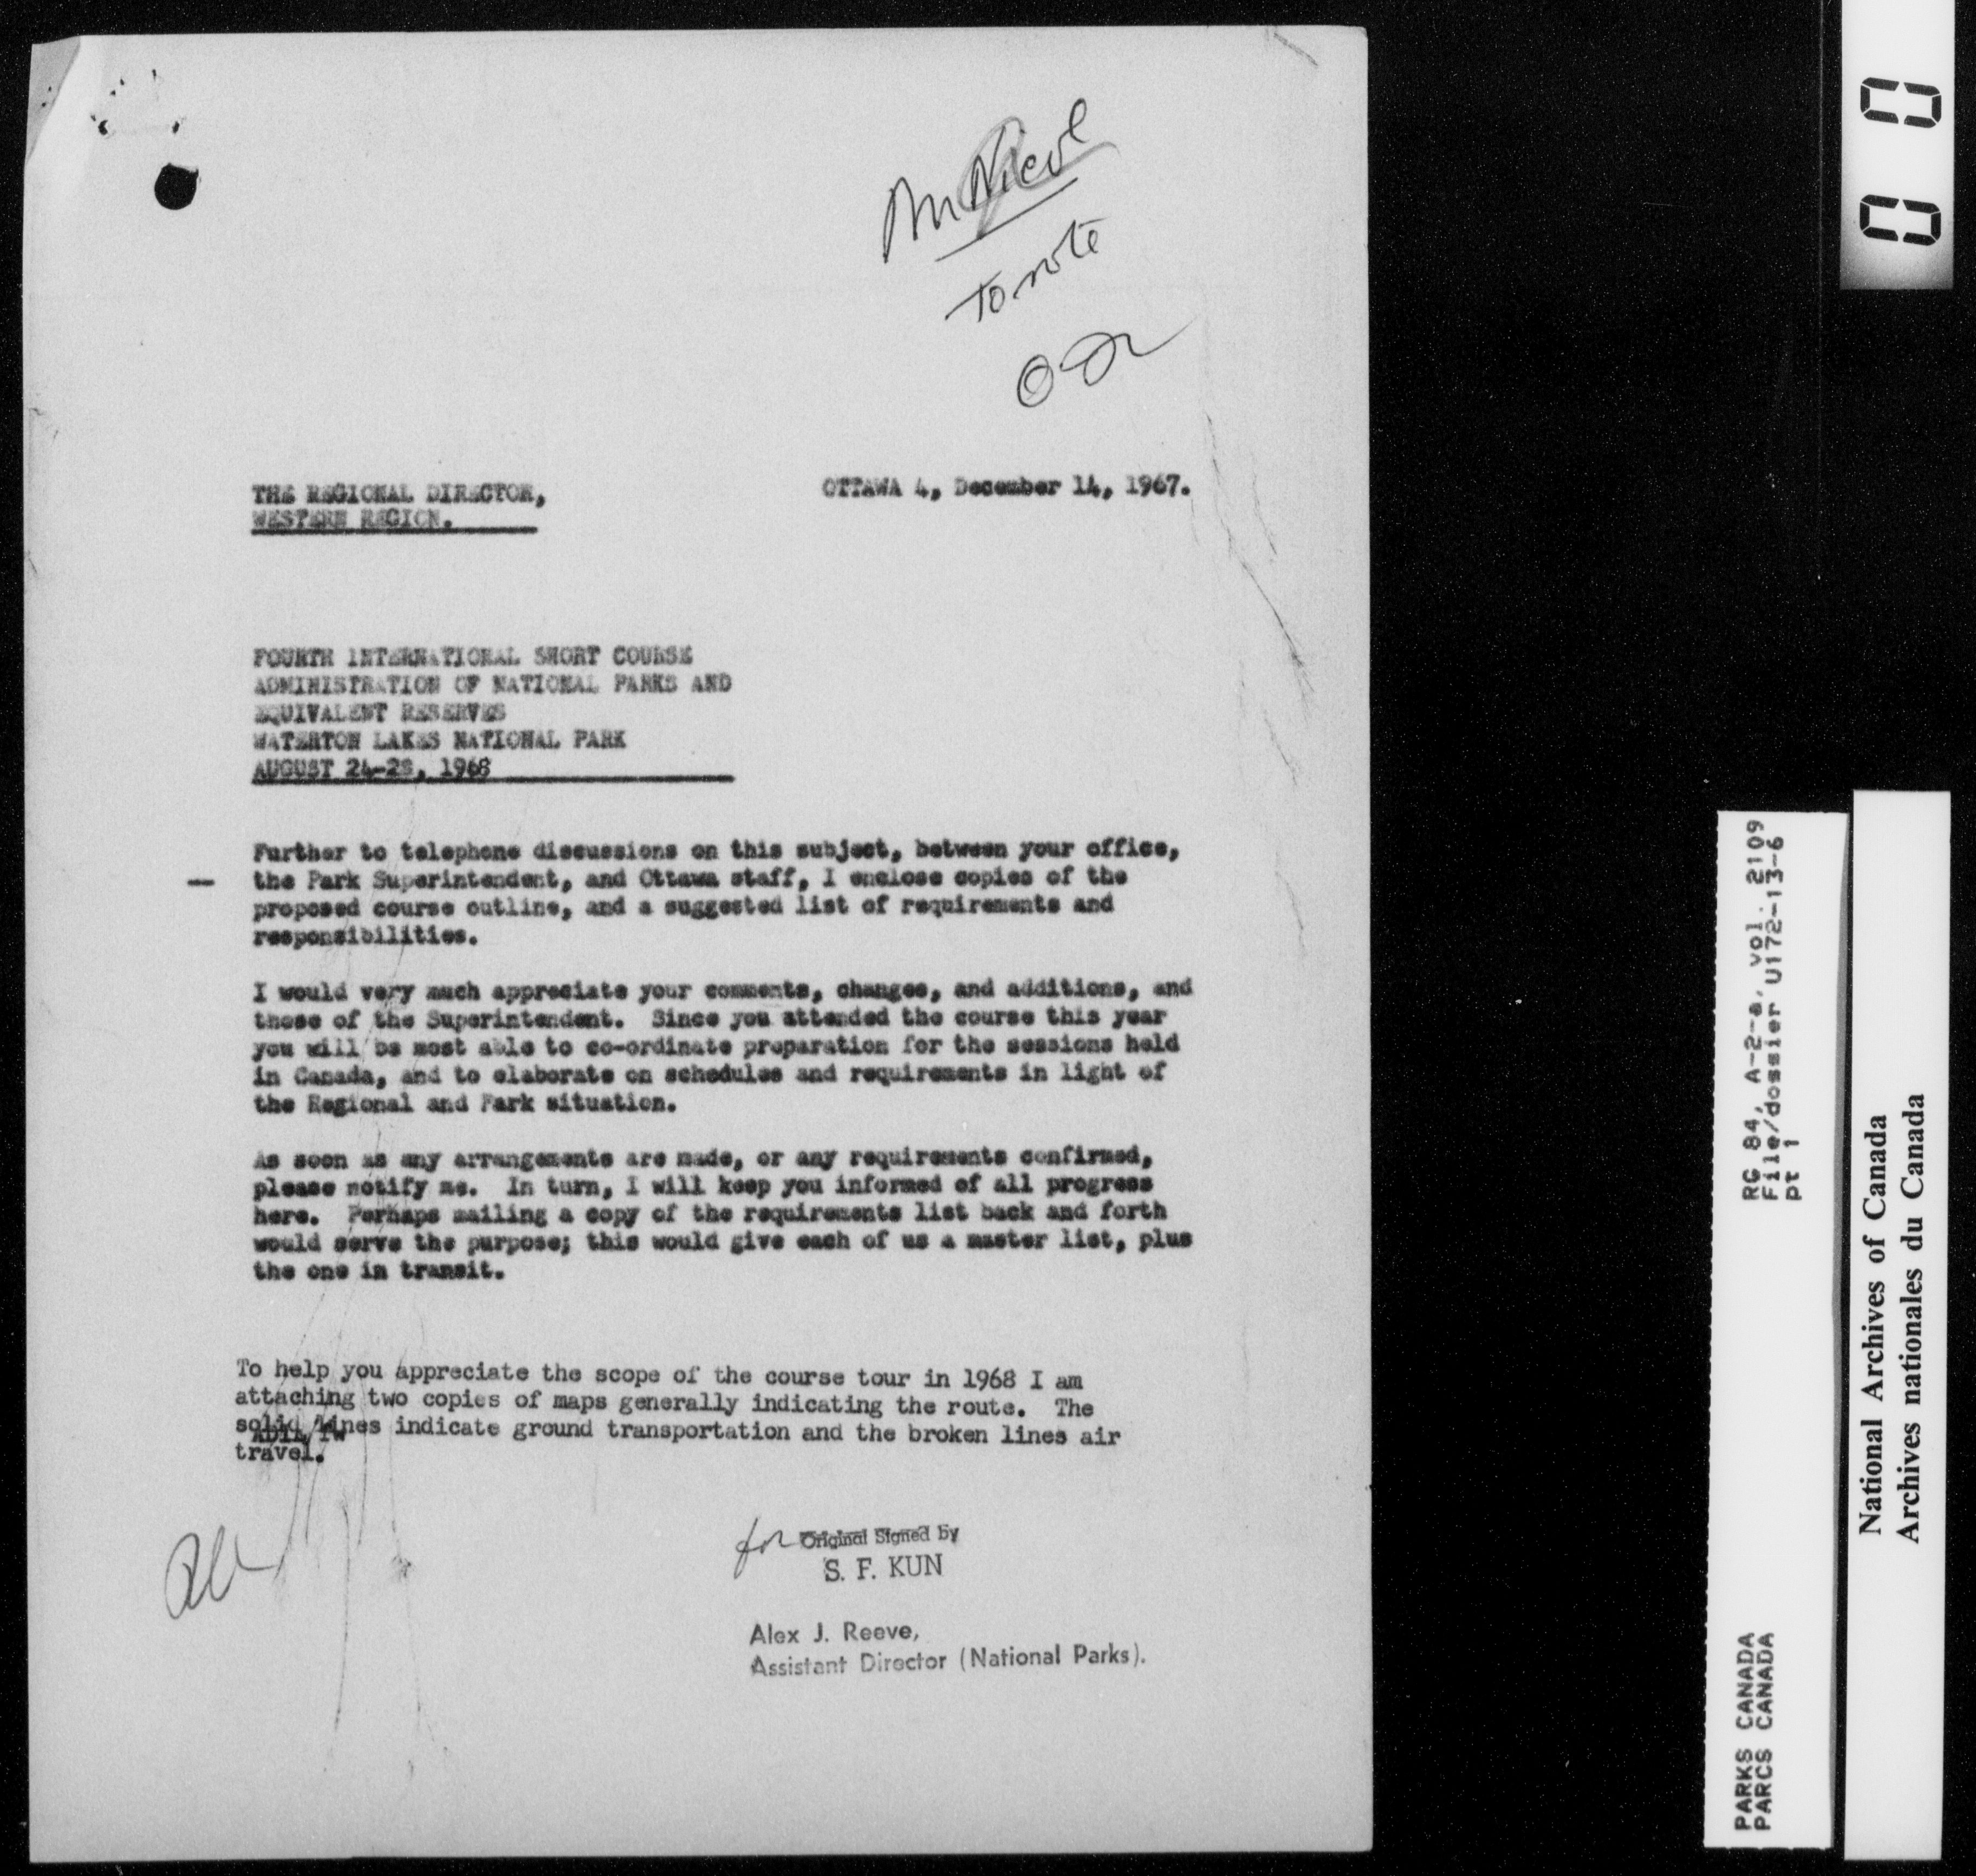 Mr Nicol
To note
THE REGIONAL DIRECTOR,
WESTERN REGION.
OTTAWA 4, December 14, 1967.
FOURTH INTERNATIONAL SHORT COURSE
ADMINISTRATION OF NATIONAL PARKS AND
EQUIVALENT RESERVES
WATERTON LAKES NATIONAL PARK
AUGUST 24-28, 1968
Further to telephone discussions on this subject, between your office,
-- the Park Superintendent, and Ottawa staff, I enclose copies of the
proposed course outline, and a suggested list of requirements and
responsibilities.
I would very much appreciate your comments, changes, and additions, and
those of the Superintendent. Since you attended the course this year
you will be most able to co-ordinate preparation for the sessions held
in Canada, and to elaborate on schedules and requirements in light of
the Regional and Park situation.
As soon as any arrangements are made, or any requirements confirmed,
please notify me. In turn, I will keep you informed of all progress
here. Perhaps mailing a copy of the requirements list back and forth
would serve the purpose; this would give each of us a master list, plus
the one in transit.
To help you appreciate the scope of the course tour in 1968 I am
attaching two copies of maps generally indicating the route. The
solid lines indicate ground transportation and the broken lines air
travel.
for Original Signed by
S. F. KUN
Alex J. Reeve,
Assistant Director (National Parks).
0 0
RG 84, A-2-a, vol. 2109
File/dossier U172-13-6
pt 1
PARKS CANADA
PARCS CANADA
National Archives of Canada
Archives nationales du Canada